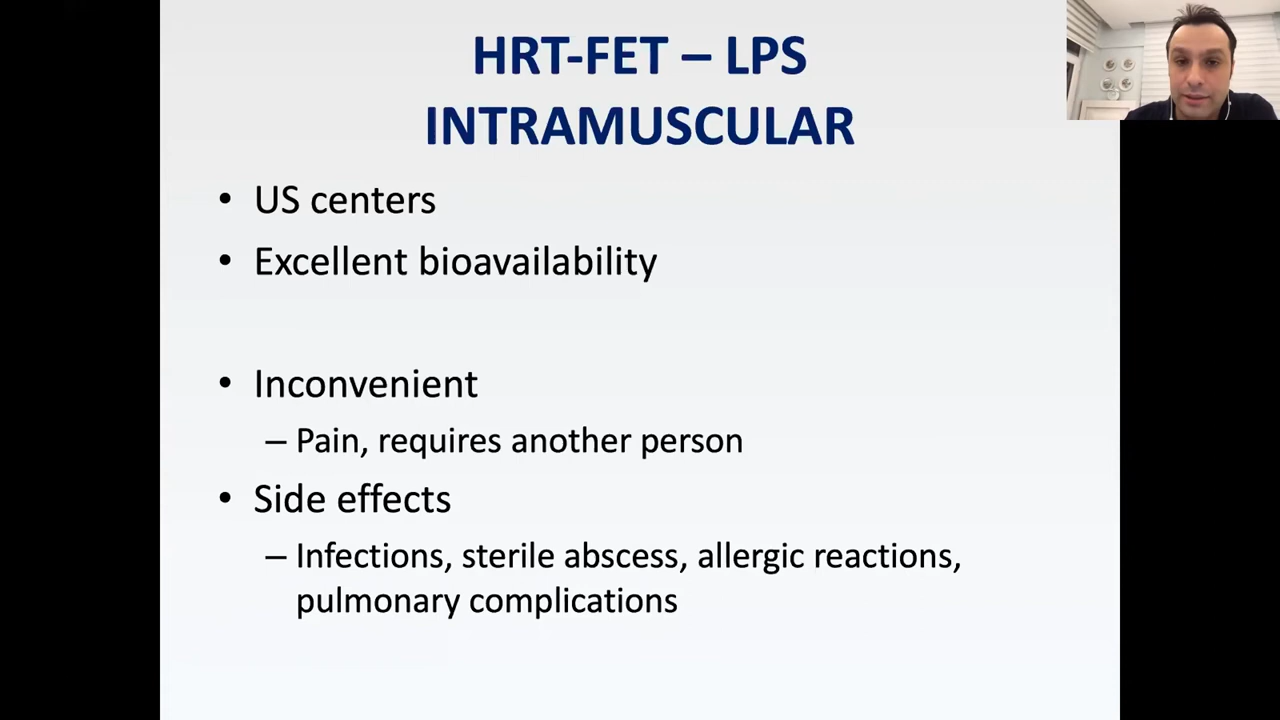 HRT-FET – LPS
INTRAMUSCULAR
• US centers
• Excellent bioavailability
• Inconvenient
– Pain, requires another person
• Side effects
– Infections, sterile abscess, allergic reactions,
pulmonary complications